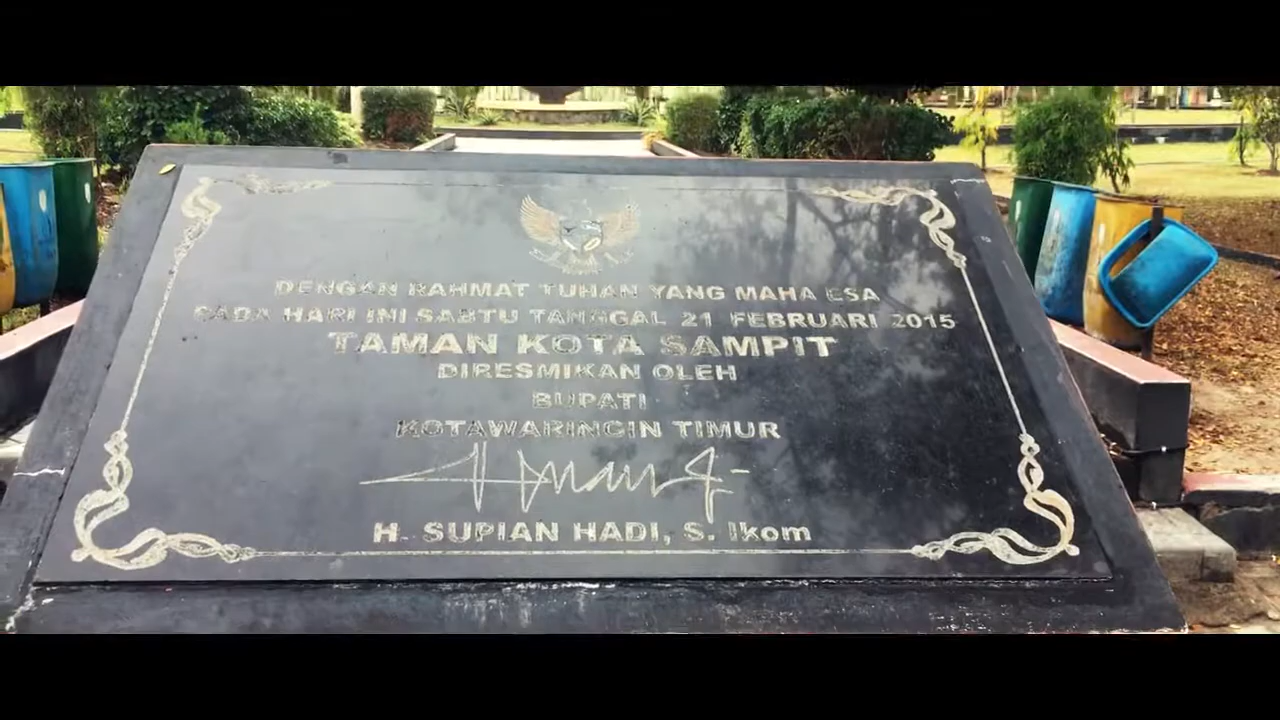 DENGAN RAHMAT TUHAN YANG MAHA ESA
PADA HARI INI SABTU TANGGAL 21 FEBRUARI 2015
TAMAN KOTA SAMPIT
DIRESMIKAN OLEH
BUPATI
KOTAWARINGIN TIMUR
H. SUPIAN HADI, S. Ikom